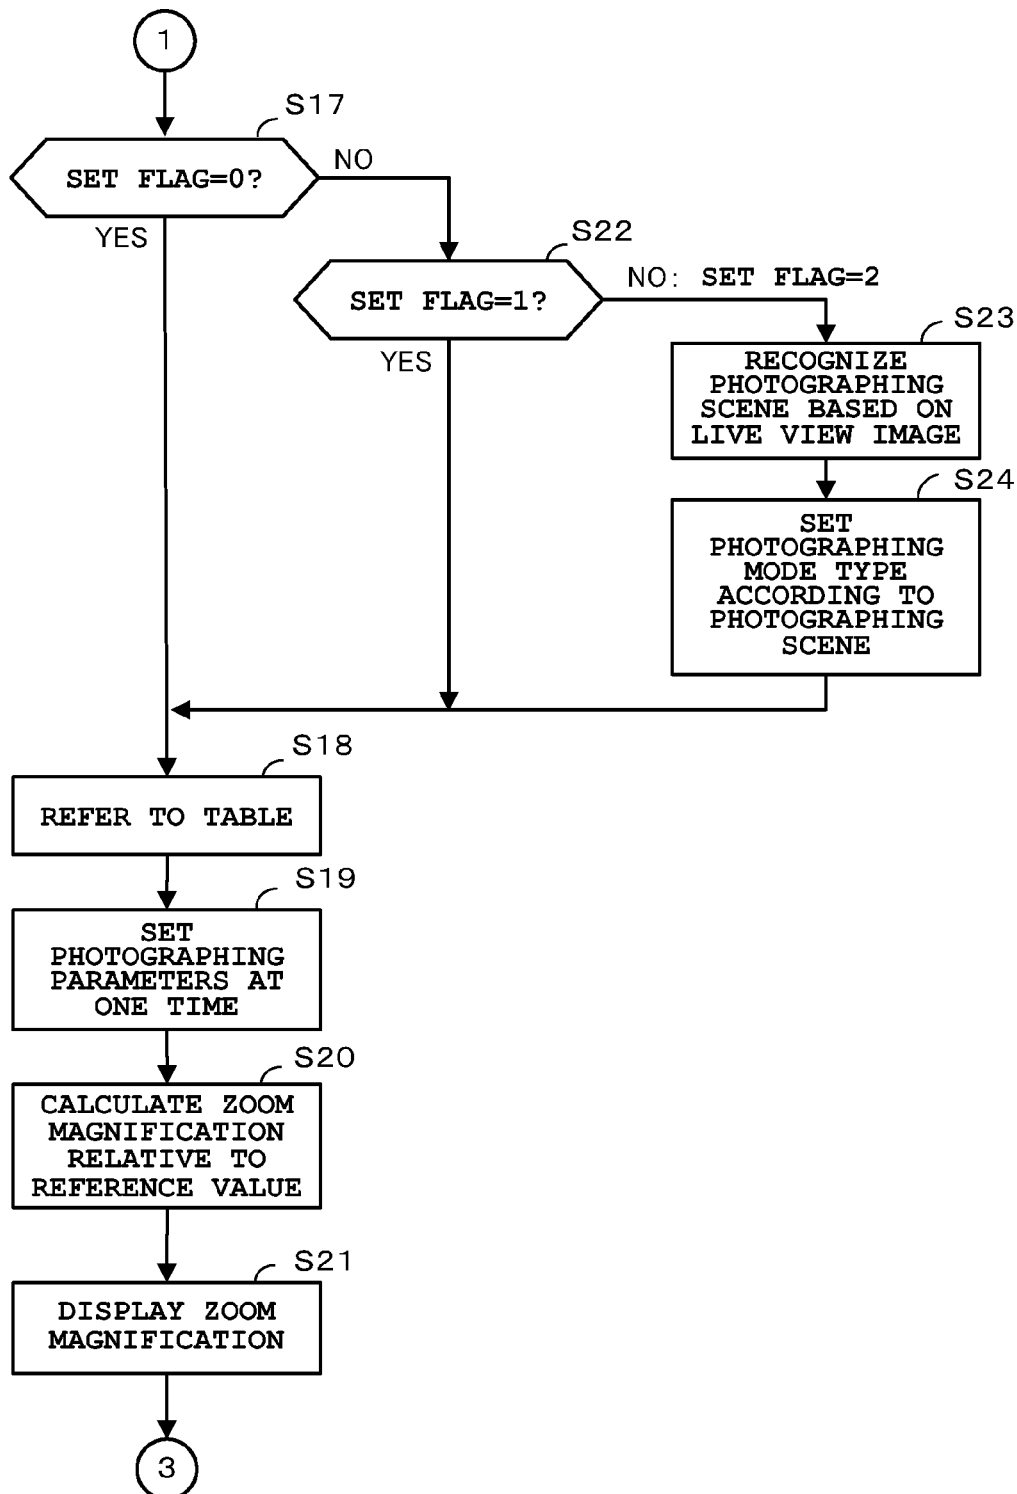 1
S17
SET FLAG=0?
NO
YES
S22
SET FLAG=1?
NO: SET FLAG=2
YES
S23
RECOGNIZE
PHOTOGRAPHING
SCENE BASED ON
LIVE VIEW IMAGE
S24
SET
PHOTOGRAPHING
MODE TYPE
ACCORDING TO
PHOTOGRAPHING
SCENE
S18
REFER TO TABLE
S19
SET
PHOTOGRAPHING
PARAMETERS AT
ONE TIME
S20
CALCULATE ZOOM
MAGNIFICATION
RELATIVE TO
REFERENCE VALUE
S21
DISPLAY ZOOM
MAGNIFICATION
3